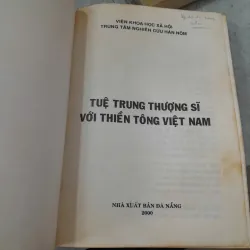 VIỆN KHOA HỌC XÃ HỘI
TRUNG TÂM NGHIÊN CỨU HÁN NÔM
TUỆ TRUNG THƯỢNG SĨ
VỚI THIỀN TÔNG VIỆT NAM
NHÀ XUẤT BẢN ĐÀ NẴNG
2000